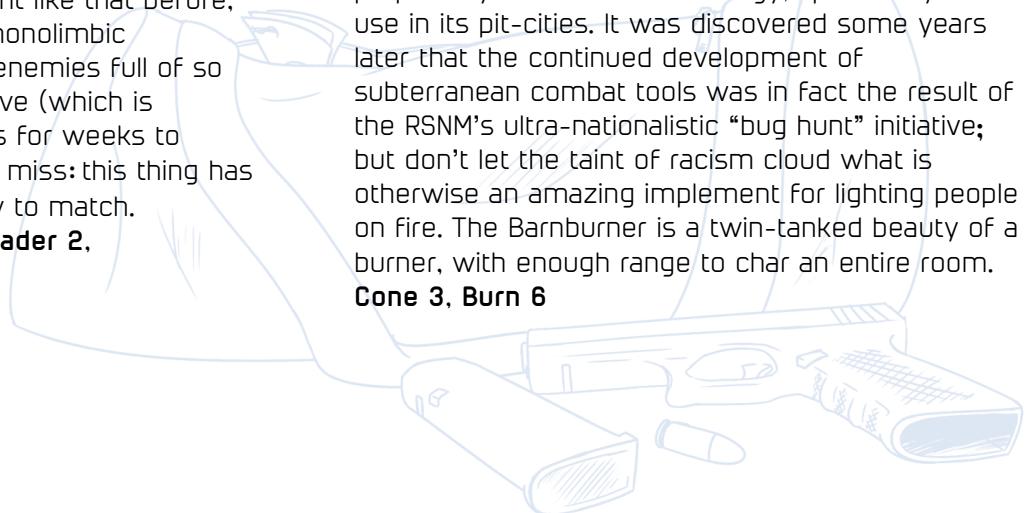 like that before,
monolimbic
enemies full of so
(which is
for weeks to
miss: this thing has
to match.
2,
use in its pit-cities. It was discovered some years
later that the continued development of
subterranean combat tools was in fact the result of
the RSNM’s ultra-nationalistic “bug hunt” initiative;
but don’t let the taint of racism cloud what is
otherwise an amazing implement for lighting people
on fire. The Barnburner is a twin-tanked beauty of a
burner, with enough range to char an entire room.
Cone 3, Burn 6